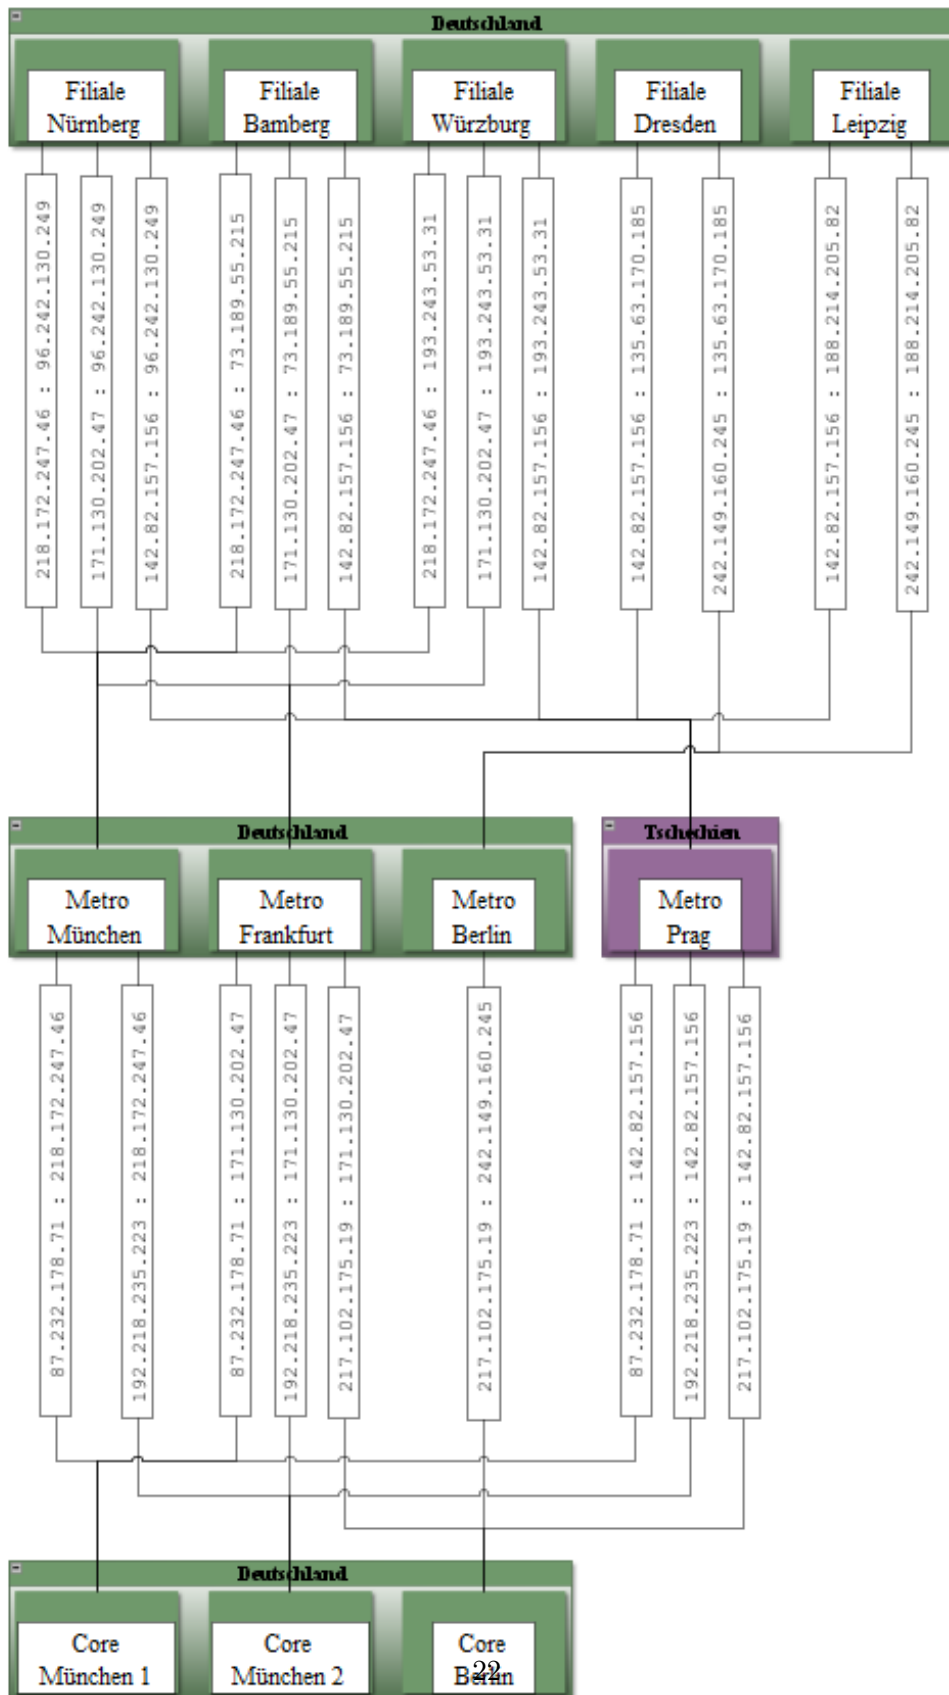 Deutschland
Filiale
Nürnberg
Filiale
Bamberg
Filiale
Würzburg
Filiale
Dresden
Filiale
Leipzig
218.172.247.46 : 96.242.130.249
171.130.202.47 : 96.242.130.249
142.82.157.156 : 96.242.130.249
218.172.247.46 : 73.189.55.215
171.130.202.47 : 73.189.55.215
142.82.157.156 : 73.189.55.215
218.172.247.46 : 193.243.53.31
171.130.202.47 : 193.243.53.31
142.82.157.156 : 193.243.53.31
142.82.157.156 : 135.63.170.185
242.149.160.245 : 135.63.170.185
142.82.157.156 : 188.214.205.82
242.149.160.245 : 188.214.205.82
Deutschland
Metro
München
Metro
Frankfurt
Metro
Berlin
Tschechien
Metro
Prag
87.232.178.71 : 218.172.247.46
192.218.235.223 : 218.172.247.46
87.232.178.71 : 171.130.202.47
192.218.235.223 : 171.130.202.47
217.102.175.19 : 171.130.202.47
217.102.175.19 : 242.149.160.245
87.232.178.71 : 142.82.157.156
192.218.235.223 : 142.82.157.156
217.102.175.19 : 142.82.157.156
Deutschland
Core
München 1
Core
München 2
Core
Berlin
22